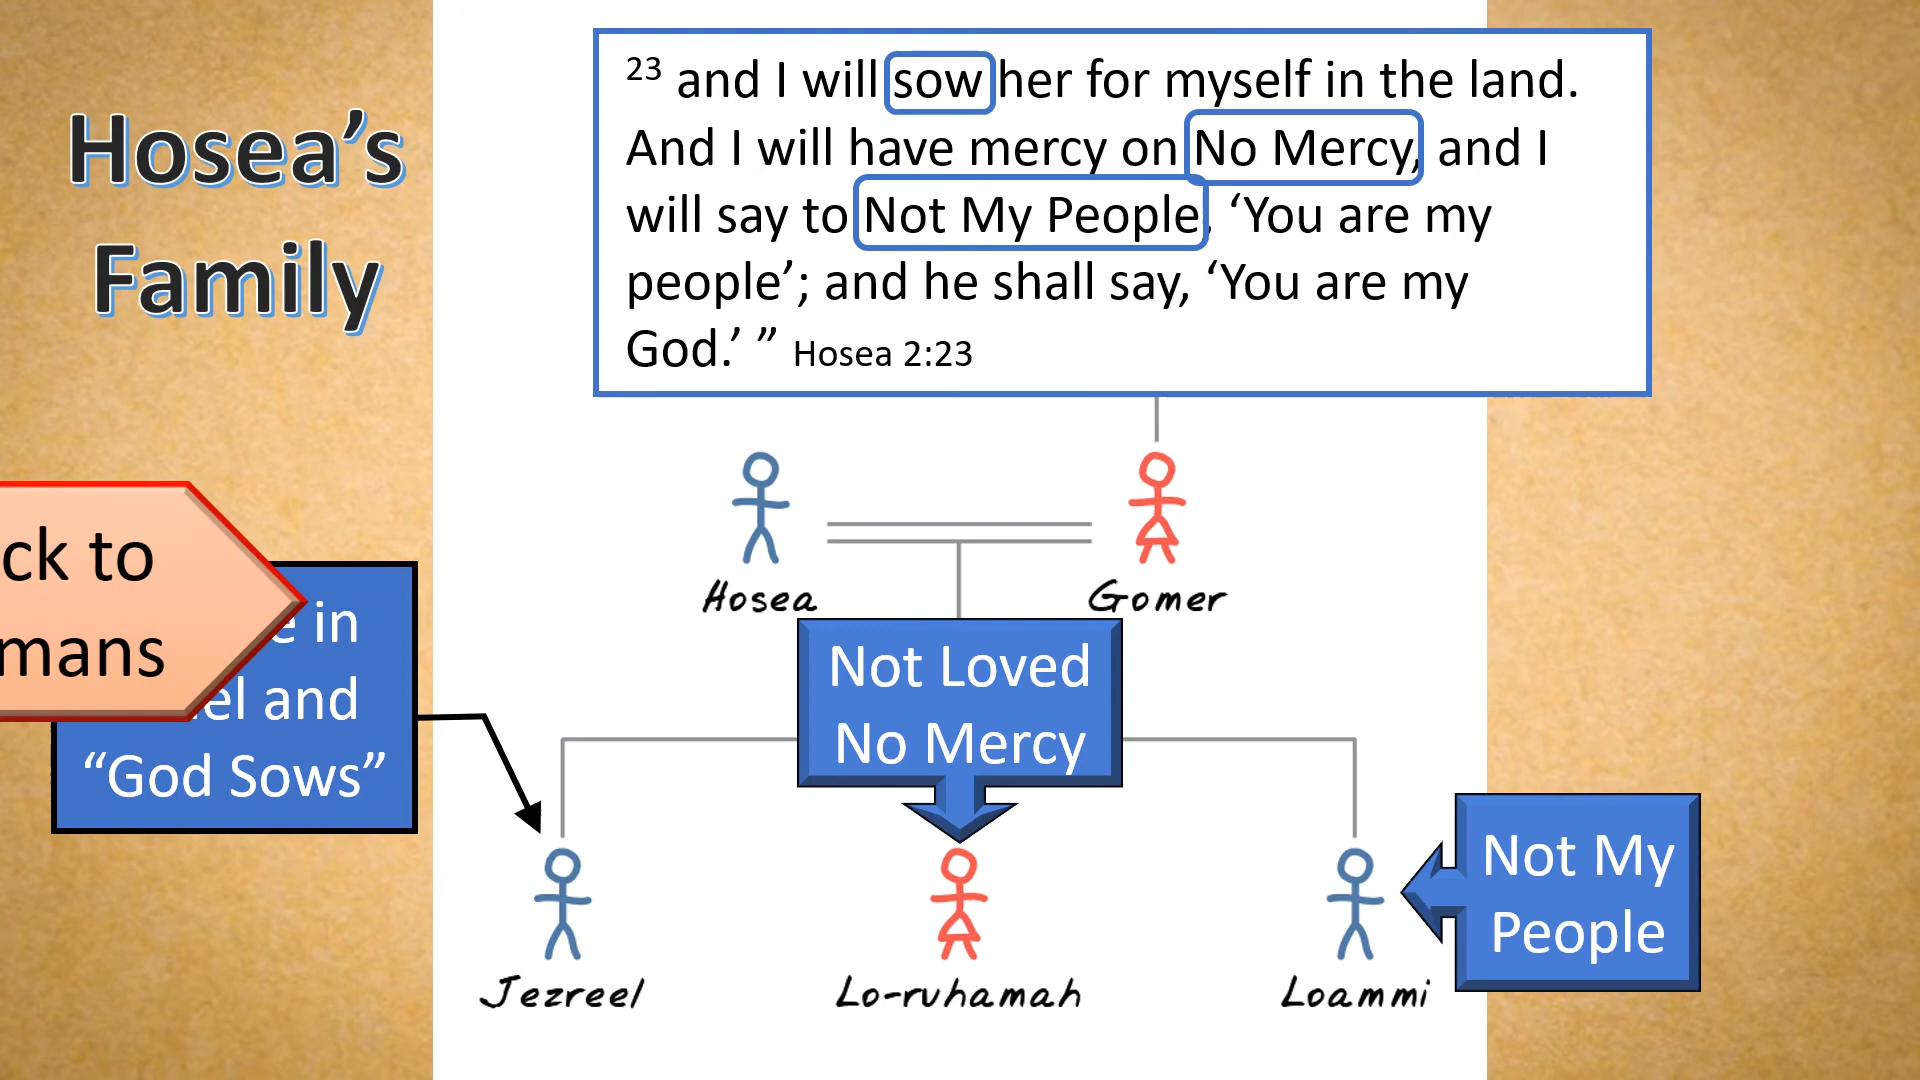 Hosea's
Family
23 and I will sow her for myself in the land.
And I will have mercy on No Mercy, and I
will say to Not My People, ‘You are my
people’; and he shall say, ‘You are my
God.’ ” Hosea 2:23
Hosea
Gomer
ck to
mans
in
el and
“God Sows”
Not Loved
No Mercy
Not My
People
Jezreel
Lo-ruhamah
Loammi